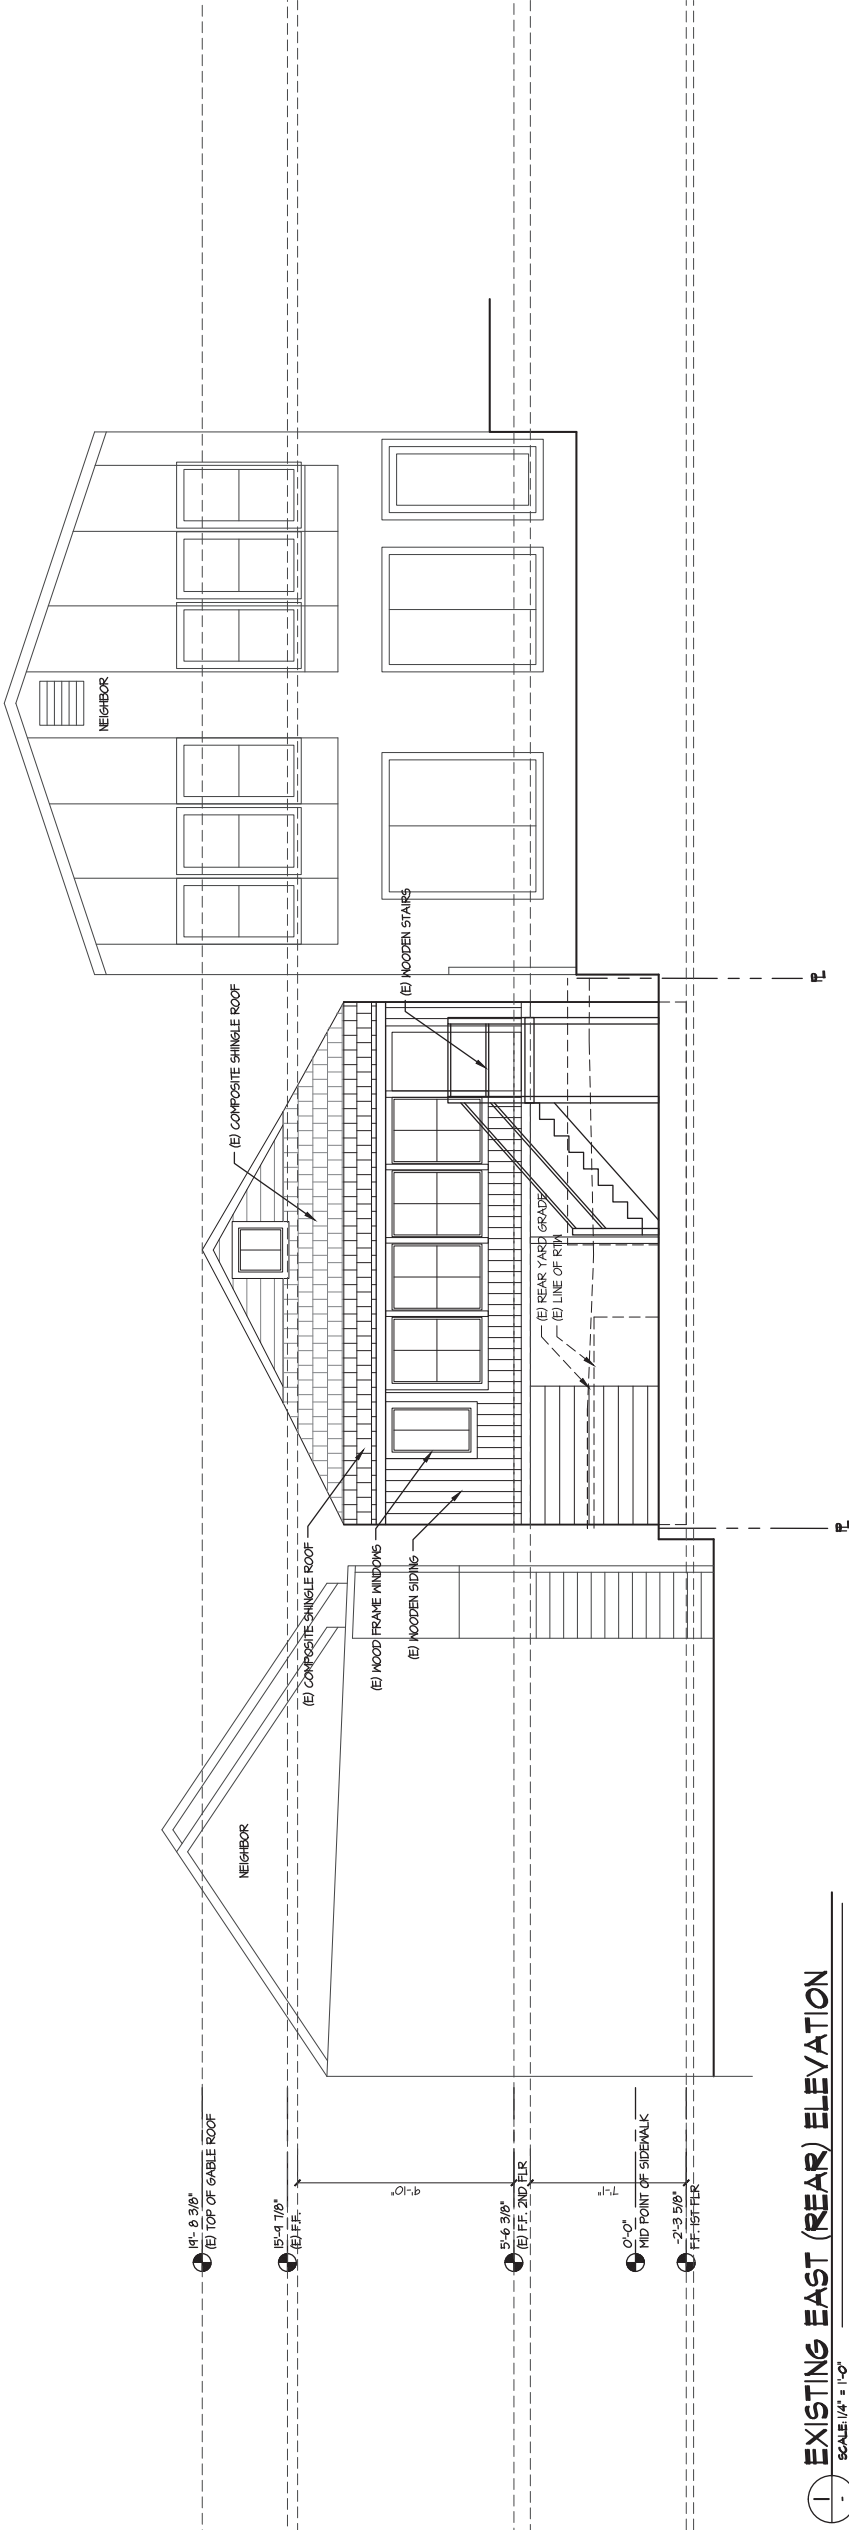 NEIGHBOR
(E) COMPOSITE SHINGLE ROOF
(E) WOODEN STAIRS
(E) REAR YARD GRADE
(E) LINE OF RTW
(E) COMPOSITE SHINGLE ROOF
(E) WOOD FRAME WINDOWS
(E) WOODEN SIDING
NEIGHBOR
19'- 8 3/8"
(E) TOP OF GABLE ROOF
15'-9 7/8"
(E) F.F.
9'-10"
5'-6 3/8"
(E) F.F. 2ND FLR
7'-1"
0'-0"
MID POINT OF SIDEWALK
-2'-3 5/8"
F.F. 1ST FLR
PL
PL
1
-
EXISTING EAST (REAR) ELEVATION
SCALE: 1/4" = 1'-0"